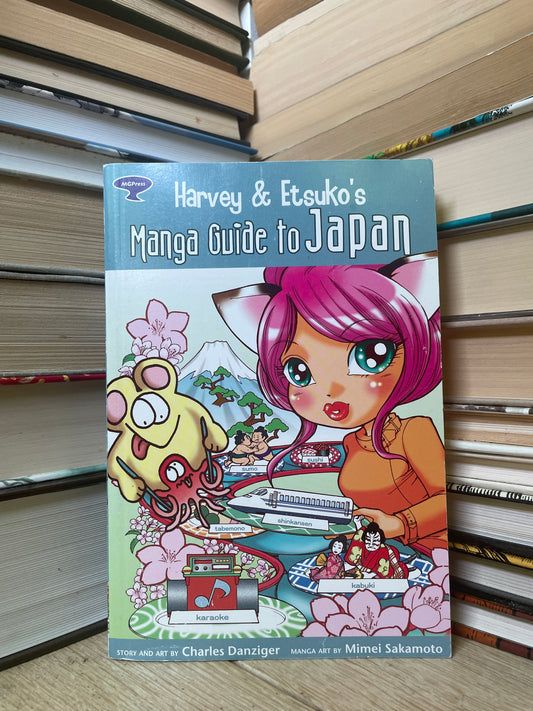 MGPress
Harvey & Etsuko's
Manga Guide to Japan
sumo
sushi
tabemono
shinkansen
kabuki
karaoke
STORY AND ART BY Charles Danziger MANGA ART BY Mimei Sakamoto